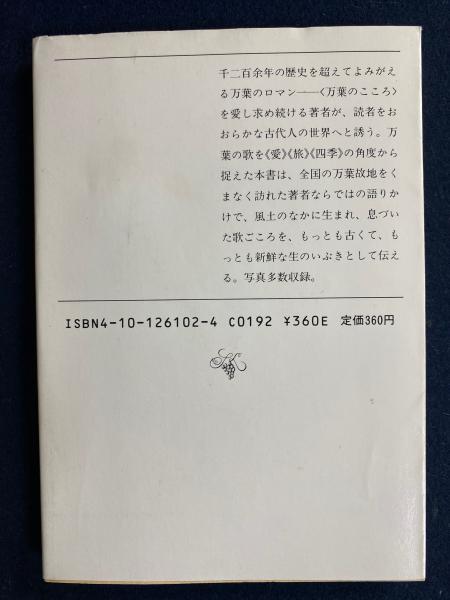 千二百余年の歴史を超えてよみがえ
る万葉のロマン――〈万葉のこころ〉
を愛し求め続ける著者が、読者をお
おらかな古代人の世界へと誘う。万
葉の歌を《愛》《旅》《四季》の角度から
捉えた本書は、全国の万葉故地をく
まなく訪れた著者ならではの語りか
けで、風土のなかに生まれ、息づい
た歌ごころを、もっとも古くて、も
っとも新鮮な生のいぶきとして伝え
る。写真多数収録。
ISBN4-10-126102-4 C0192 ¥360E 定価360円